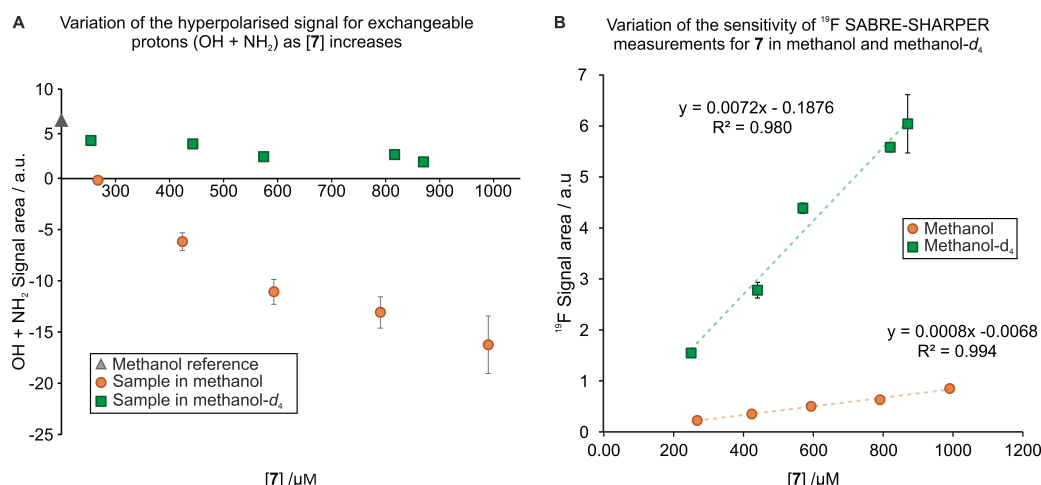 A
Variation of the hyperpolarised signal for exchangeable
protons (OH + NH₂) as [7] increases
OH + NH₂ Signal area / a.u.
10
5
0
-5
-10
-15
-20
-25
300 400 500 600 700 800 900 1000
Methanol reference
Sample in methanol
Sample in methanol-d₄
[7] /µM
B
Variation of the sensitivity of ¹⁹F SABRE-SHARPER
measurements for 7 in methanol and methanol-d₄
¹⁹F Signal area / a.u
7
6
5
4
3
2
1
0
y = 0.0072x - 0.1876
R² = 0.980
Methanol
Methanol-d₄
y = 0.0008x -0.0068
R² = 0.994
0.00 200 400 600 800 1000 1200
[7] /µM